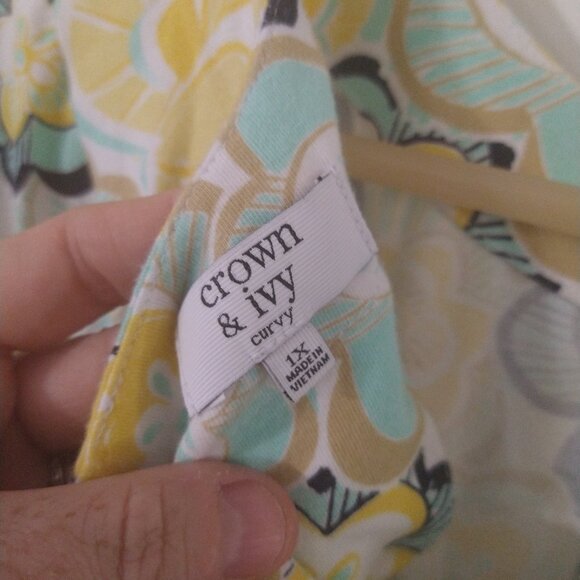 crown
& ivy
curvy
1X
MADE IN
VIETNAM